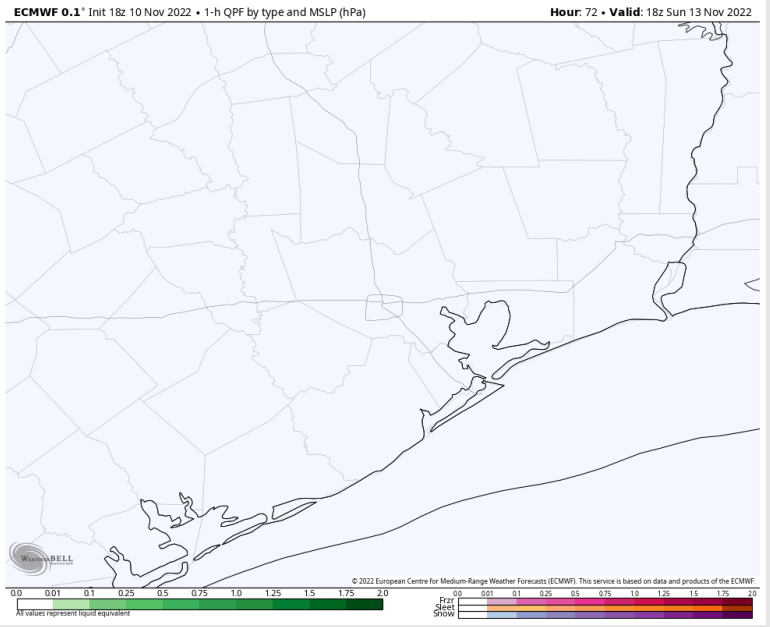 ECMWF 0.1° Init 18z 10 Nov 2022 • 1-h QPF by type and MSLP (hPa)
Hour: 72 • Valid: 18z Sun 13 Nov 2022
WEATHERBELL
© 2022 European Centre for Medium-Range Weather Forecasts (ECMWF). This service is based on data and products of the ECMWF.
0.0 0.01 0.1 0.25 0.5 0.75 1.0 1.25 1.5 1.75 2.0
All values represent liquid equivalent
0.0 0.01 0.1 0.25 0.5 0.75 1.0 1.25 1.5 1.75 2.0
Frzr
Sleet
Snow